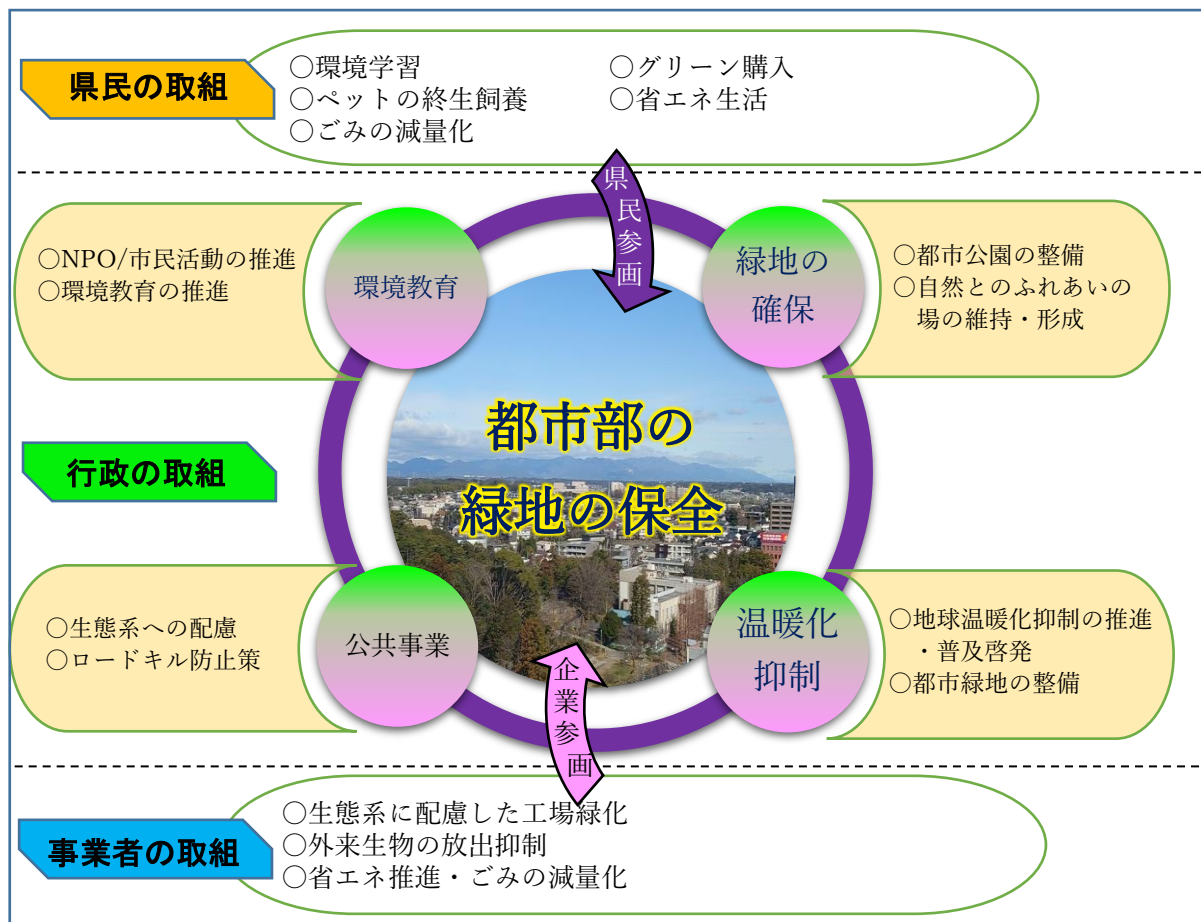 県民の取組
○環境学習
○グリーン購入
○ペットの終生飼養
○省エネ生活
○ごみの減量化
県民参画
○NPO/市民活動の推進
○環境教育の推進
環境教育
緑地の
確保
○都市公園の整備
○自然とのふれあいの
場の維持・形成
都市部の
緑地の保全
行政の取組
○生態系への配慮
○ロードキル防止策
公共事業
温暖化
抑制
○地球温暖化抑制の推進
・普及啓発
○都市緑地の整備
企業参画
事業者の取組
○生態系に配慮した工場緑化
○外来生物の放出抑制
○省エネ推進・ごみの減量化